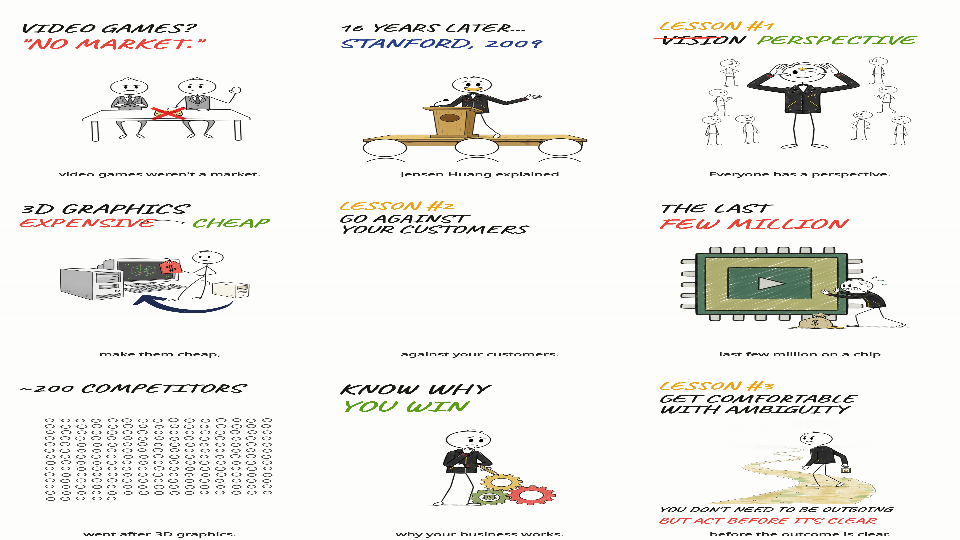 VIDEO GAMES?
"NO MARKET."
video games weren't a market.
16 YEARS LATER...
STANFORD, 2009
Jensen Huang explained
LESSON #1
VISION PERSPECTIVE
Everyone has a perspective.
3D GRAPHICS
EXPENSIVE CHEAP
make them cheap,
LESSON #2
GO AGAINST
YOUR CUSTOMERS
against your customers.
THE LAST
FEW MILLION
last few million on a chip
~200 COMPETITORS
went after 3D graphics.
KNOW WHY
YOU WIN
why your business works.
LESSON #3
GET COMFORTABLE
WITH AMBIGUITY
YOU DON'T NEED TO BE OUTGOING
BUT ACT BEFORE IT'S CLEAR
before the outcome is clear.